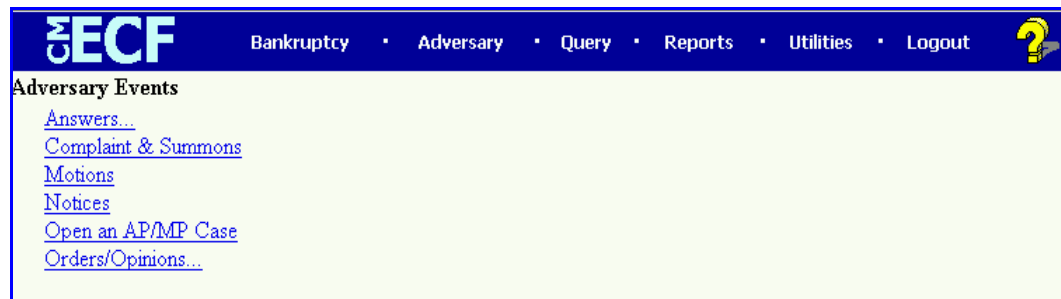 CM ECF Bankruptcy · Adversary · Query · Reports · Utilities · Logout ?
Adversary Events
Answers...
Complaint & Summons
Motions
Notices
Open an AP/MP Case
Orders/Opinions...